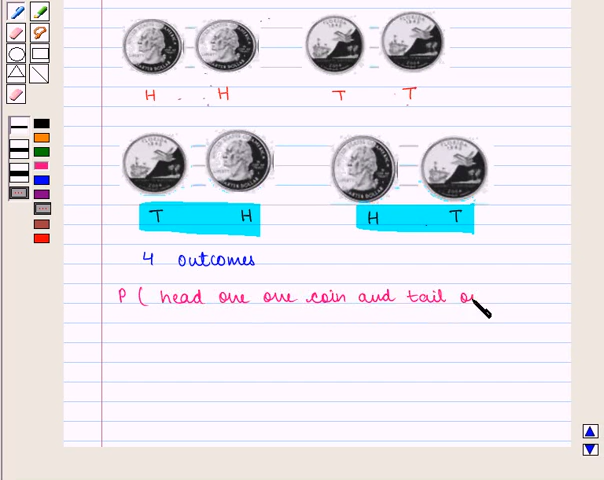 H H T T
T H H T
4 outcomes
P ( head one one coin and tail o